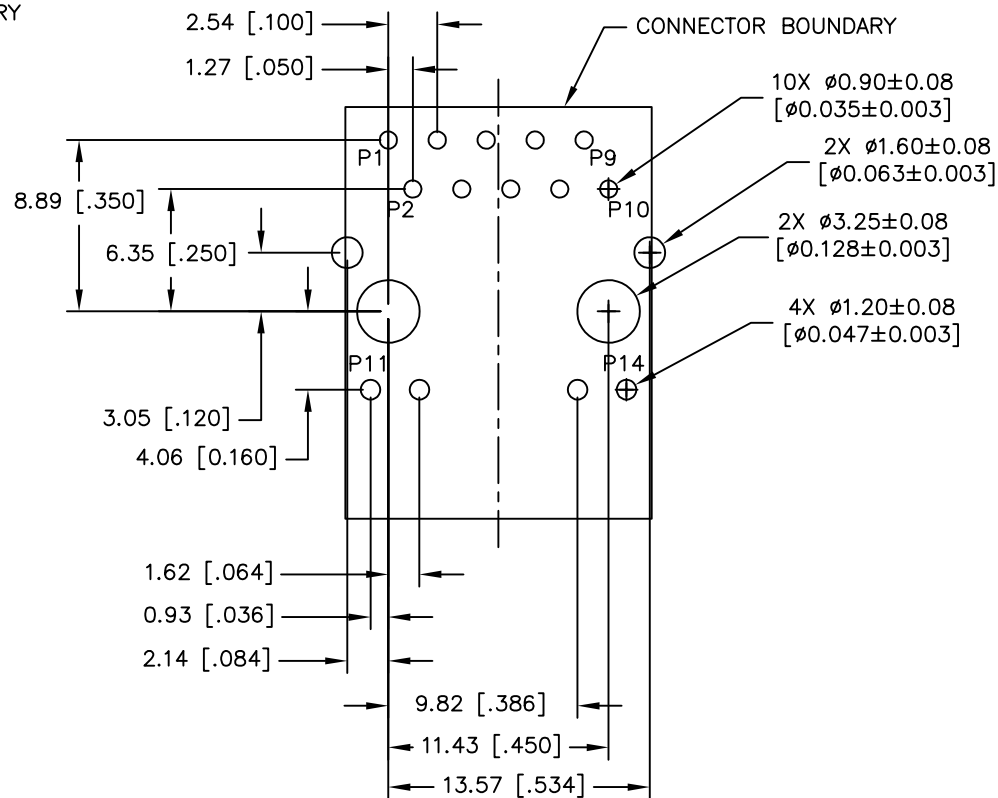 RY
2.54 [.100]
CONNECTOR BOUNDARY
1.27 [.050]
10X ø0.90±0.08
[ø0.035±0.003]
P1
P9
2X ø1.60±0.08
[ø0.063±0.003]
8.89 [.350]
P2
P10
2X ø3.25±0.08
[ø0.128±0.003]
6.35 [.250]
4X ø1.20±0.08
[ø0.047±0.003]
P11
P14
3.05 [.120]
4.06 [0.160]
1.62 [.064]
0.93 [.036]
2.14 [.084]
9.82 [.386]
11.43 [.450]
13.57 [.534]